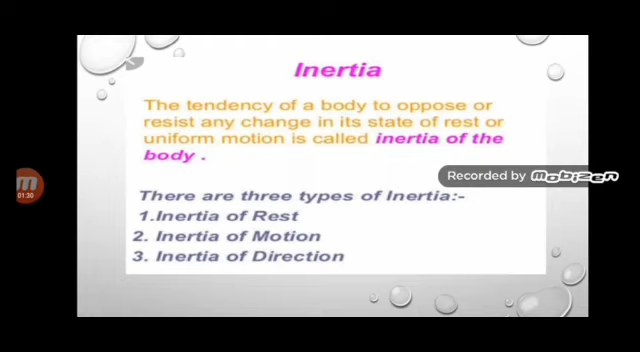 Inertia
The tendency of a body to oppose or
resist any change in its state of rest or
uniform motion is called inertia of the
body .
Recorded by mobizen
01:30
There are three types of Inertia:-
1.Inertia of Rest
2. Inertia of Motion
3. Inertia of Direction